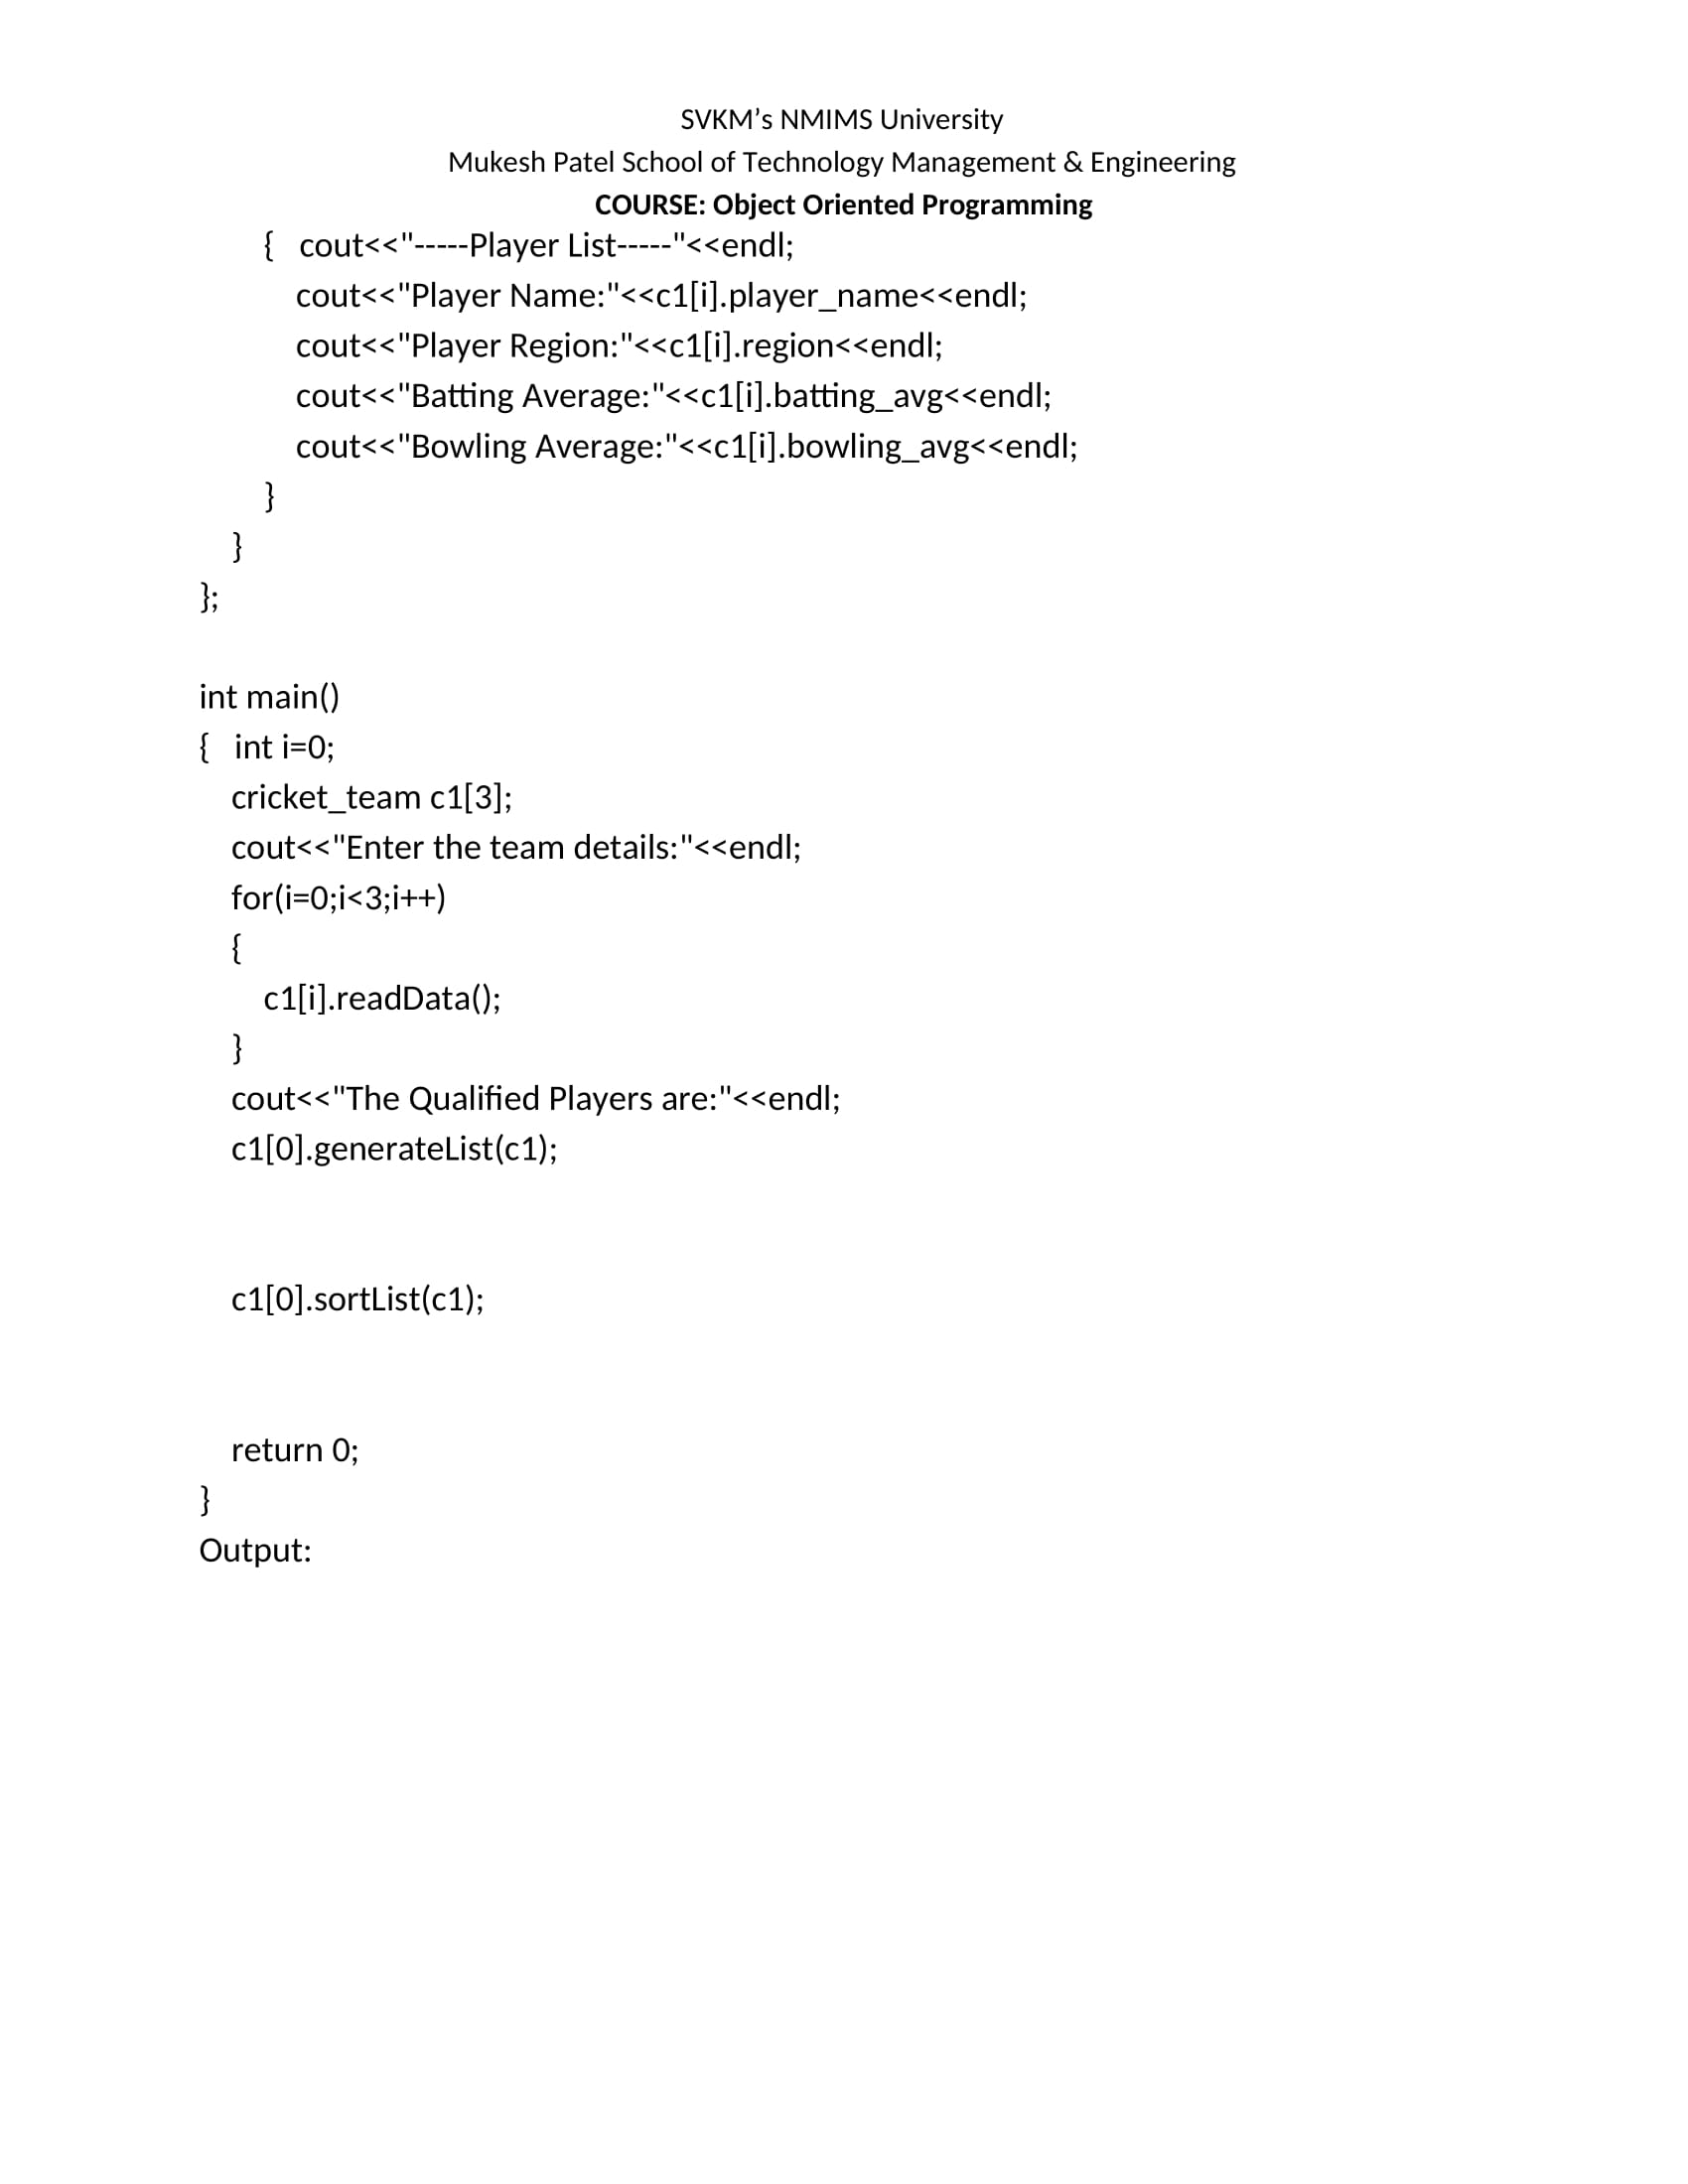 SVKM’s NMIMS University
Mukesh Patel School of Technology Management & Engineering
COURSE: Object Oriented Programming
{   cout<<"-----Player List-----"<<endl;
cout<<"Player Name:"<<c1[i].player_name<<endl;
cout<<"Player Region:"<<c1[i].region<<endl;
cout<<"Batting Average:"<<c1[i].batting_avg<<endl;
cout<<"Bowling Average:"<<c1[i].bowling_avg<<endl;
}
}
};
int main()
{   int i=0;
cricket_team c1[3];
cout<<"Enter the team details:"<<endl;
for(i=0;i<3;i++)
{
c1[i].readData();
}
cout<<"The Qualified Players are:"<<endl;
c1[0].generateList(c1);
c1[0].sortList(c1);
return 0;
}
Output: